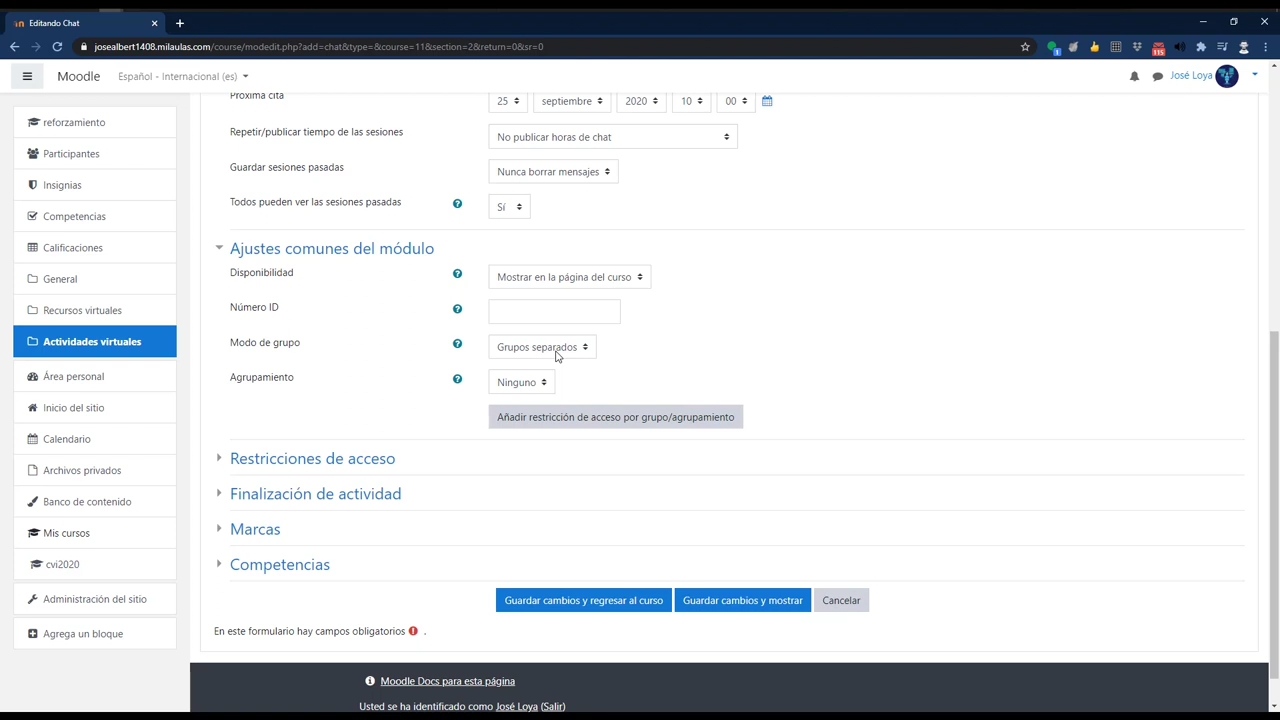 Editando Chat
josealbert1408.milaulas.com/course/modedit.php?add=chat&type=&course=11&section=2&return=0&sr=0
115
1
Moodle
Español - Internacional (es)
José Loya
reforzamiento
Participantes
Insignias
Competencias
Calificaciones
General
Recursos virtuales
Actividades virtuales
Área personal
Inicio del sitio
Calendario
Archivos privados
Banco de contenido
Mis cursos
cvi2020
Administración del sitio
Agrega un bloque
Próxima cita
25 septiembre 2020 10 00
Repetir/publicar tiempo de las sesiones
No publicar horas de chat
Guardar sesiones pasadas
Nunca borrar mensajes
Todos pueden ver las sesiones pasadas
Sí
Ajustes comunes del módulo
Disponibilidad
Mostrar en la página del curso
Número ID
Modo de grupo
Grupos separados
Agrupamiento
Ninguno
Añadir restricción de acceso por grupo/agrupamiento
Restricciones de acceso
Finalización de actividad
Marcas
Competencias
Guardar cambios y regresar al curso
Guardar cambios y mostrar
Cancelar
En este formulario hay campos obligatorios .
Moodle Docs para esta página
Usted se ha identificado como José Loya (Salir)